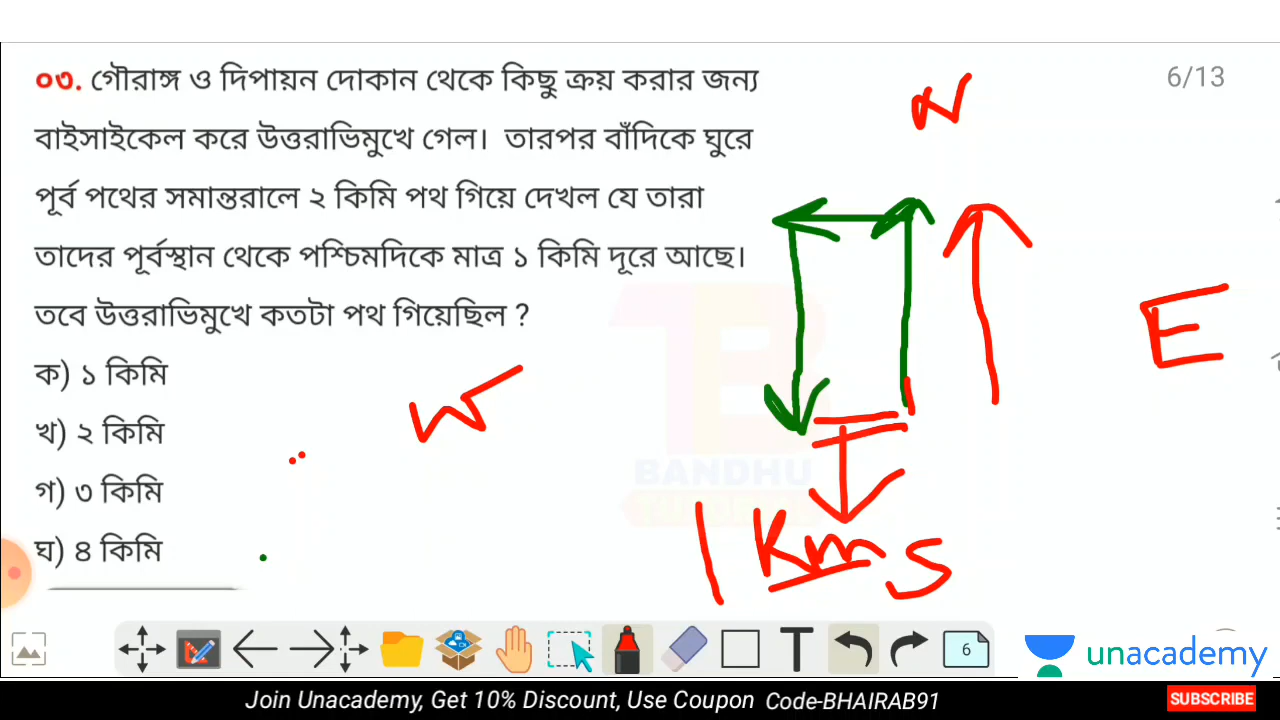 ০৩. গৌরাঙ্গ ও দিপায়ন দোকান থেকে কিছু ক্রয় করার জন্য
6/13
বাইসাইকেল করে উত্তরাভিমুখে গেল। তারপর বাঁদিকে ঘুরে
পূর্ব পথের সমান্তরালে ২ কিমি পথ গিয়ে দেখল যে তারা
তাদের পূর্বস্থান থেকে পশ্চিমদিকে মাত্র ১ কিমি দূরে আছে।
তবে উত্তরাভিমুখে কতটা পথ গিয়েছিল ?
ক) ১ কিমি
খ) ২ কিমি
গ) ৩ কিমি
ঘ) ৪ কিমি
N
E
W
1 Km
S
BANDHU
T
6
unacademy
Join Unacademy, Get 10% Discount, Use Coupon Code-BHAIRAB91
SUBSCRIBE